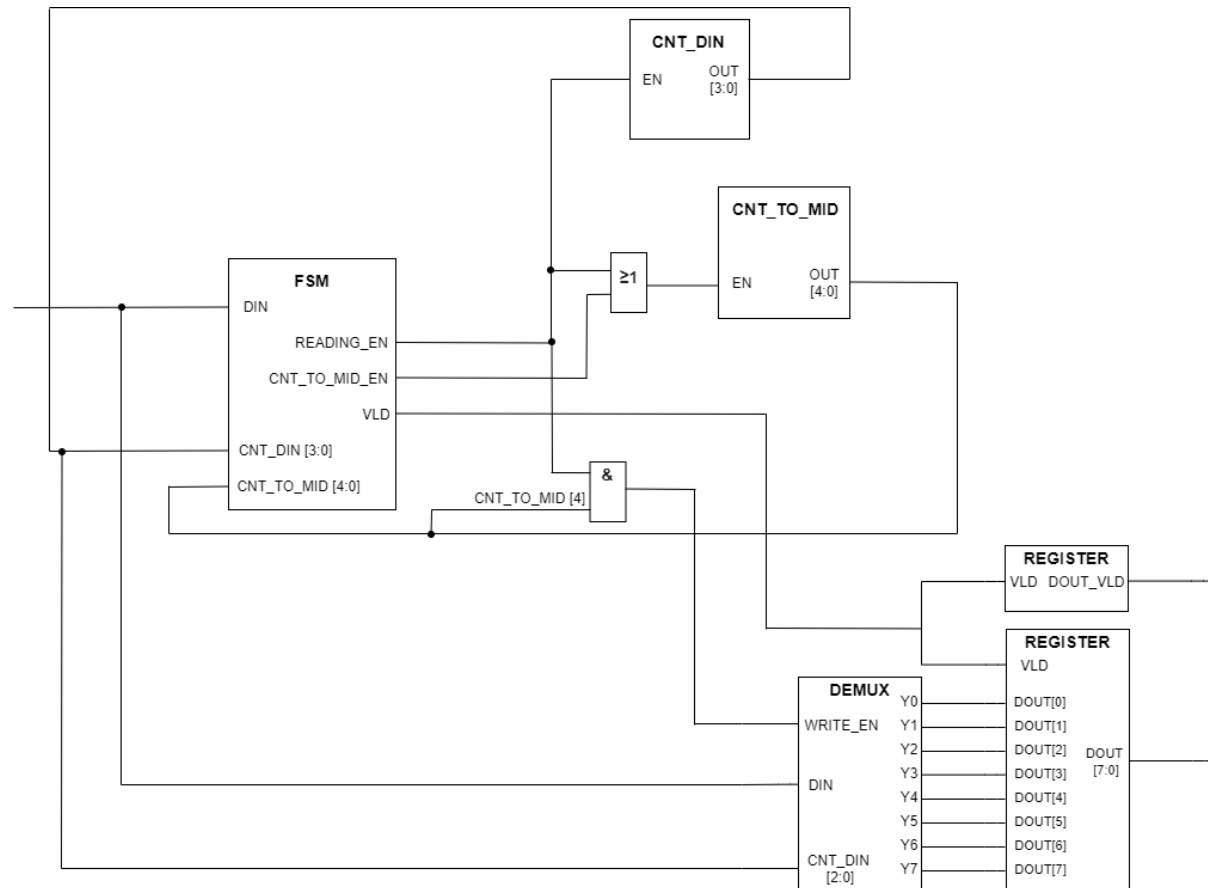 CNT_DIN
EN
OUT
[3:0]
CNT_TO_MID
EN
OUT
[4:0]
≥1
FSM
DIN
READING_EN
CNT_TO_MID_EN
VLD
CNT_DIN [3:0]
CNT_TO_MID [4:0]
&
CNT_TO_MID [4]
REGISTER
VLD DOUT_VLD
REGISTER
VLD
DOUT[0]
DOUT[1]
DOUT[2]
DOUT[3]
DOUT[4]
DOUT[5]
DOUT[6]
DOUT[7]
DOUT
[7:0]
DEMUX
WRITE_EN
DIN
CNT_DIN
[2:0]
Y0
Y1
Y2
Y3
Y4
Y5
Y6
Y7